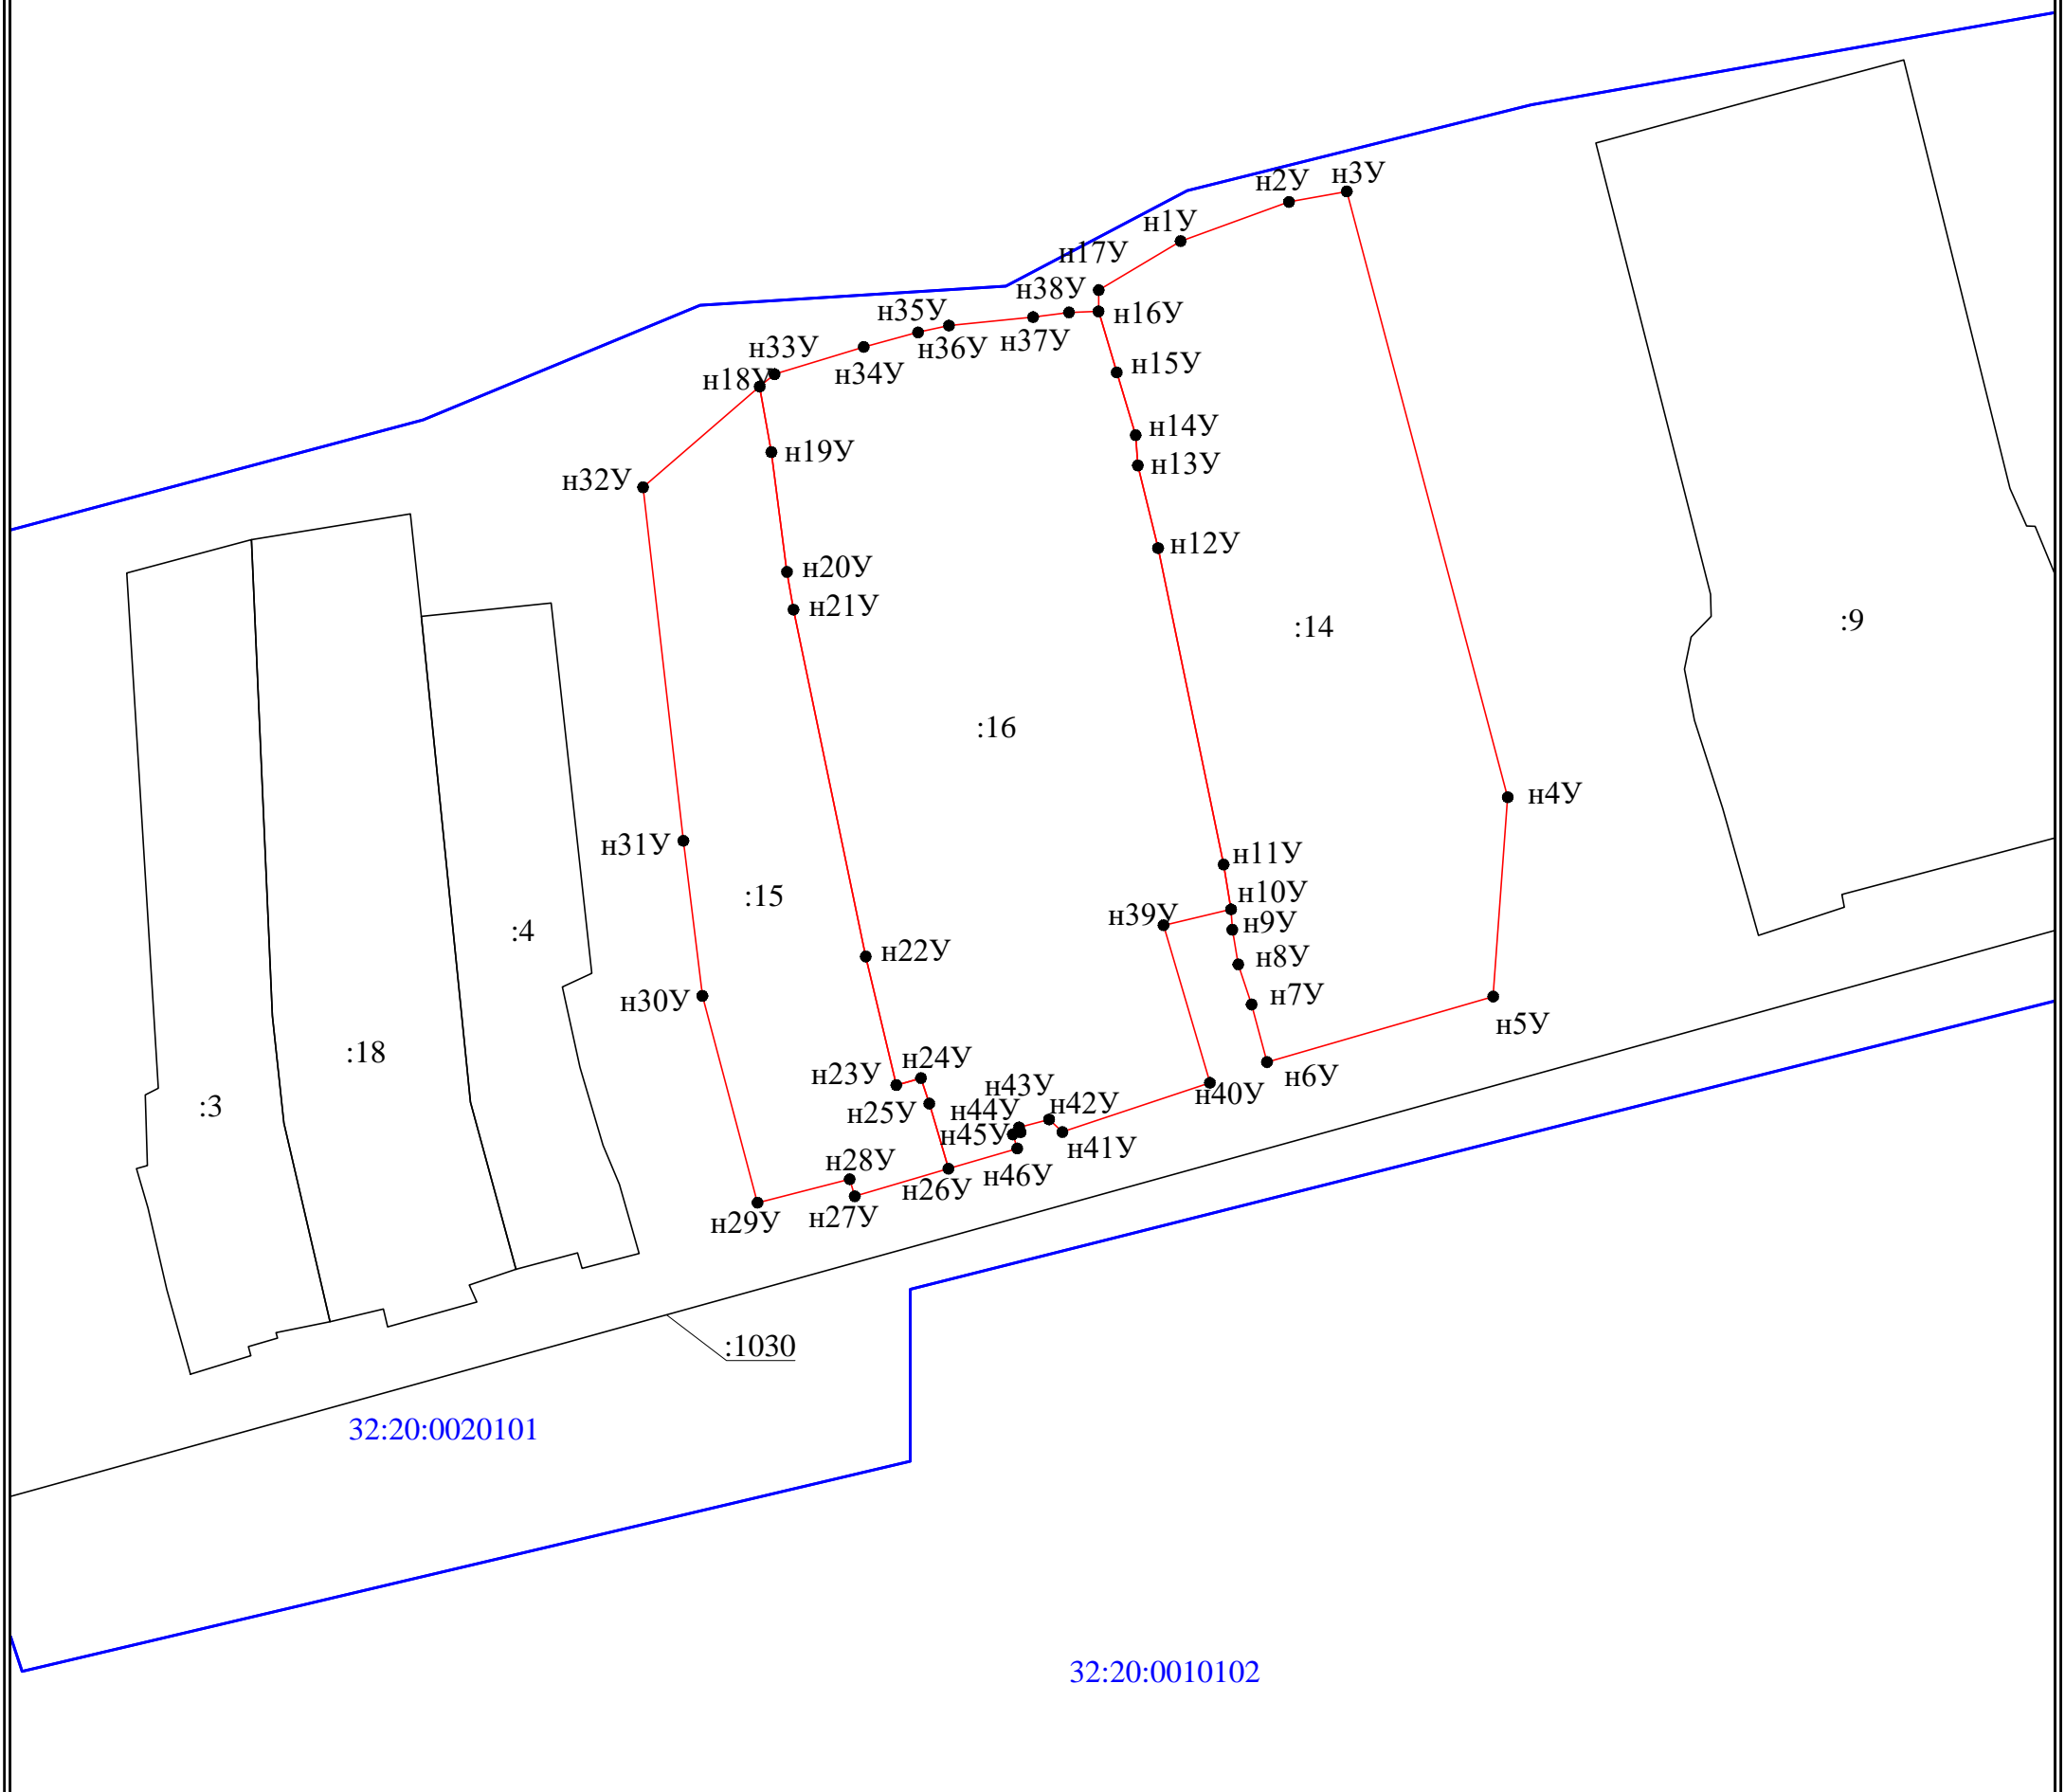 н3У
н2У
н1У
н17У
н38У
н35У
н16У
н37У
н36У
н33У
н34У
н15У
н18У
н14У
н19У
н13У
н32У
н12У
н20У
н21У
:9
:14
:16
н4У
н31У
н11У
:15
н10У
н39У
н9У
:4
н22У
н8У
н30У
н7У
н5У
:18
н24У
н23У
н6У
н43У
н40У
н42У
н44У
н25У
:3
н45У
н41У
н28У
н46У
н26У
н27У
н29У
:1030
32:20:0020101
32:20:0010102